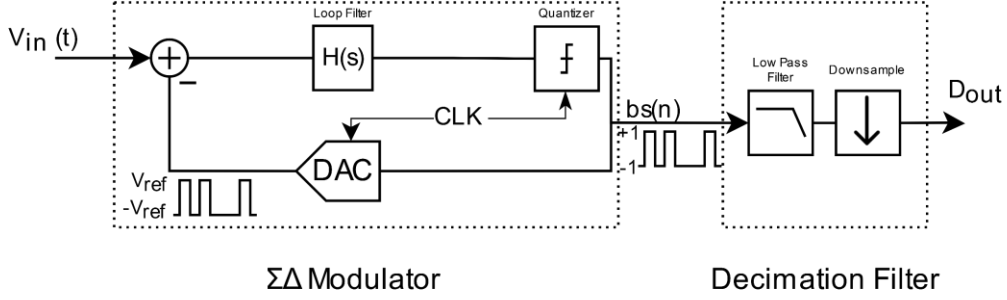 Loop Filter
Quantizer
Vin (t)
H(s)
Low Pass
Filter
Downsample
Dout
bs(n)
CLK
+1
-1
DAC
Vref
-Vref
ΣΔ Modulator
Decimation Filter